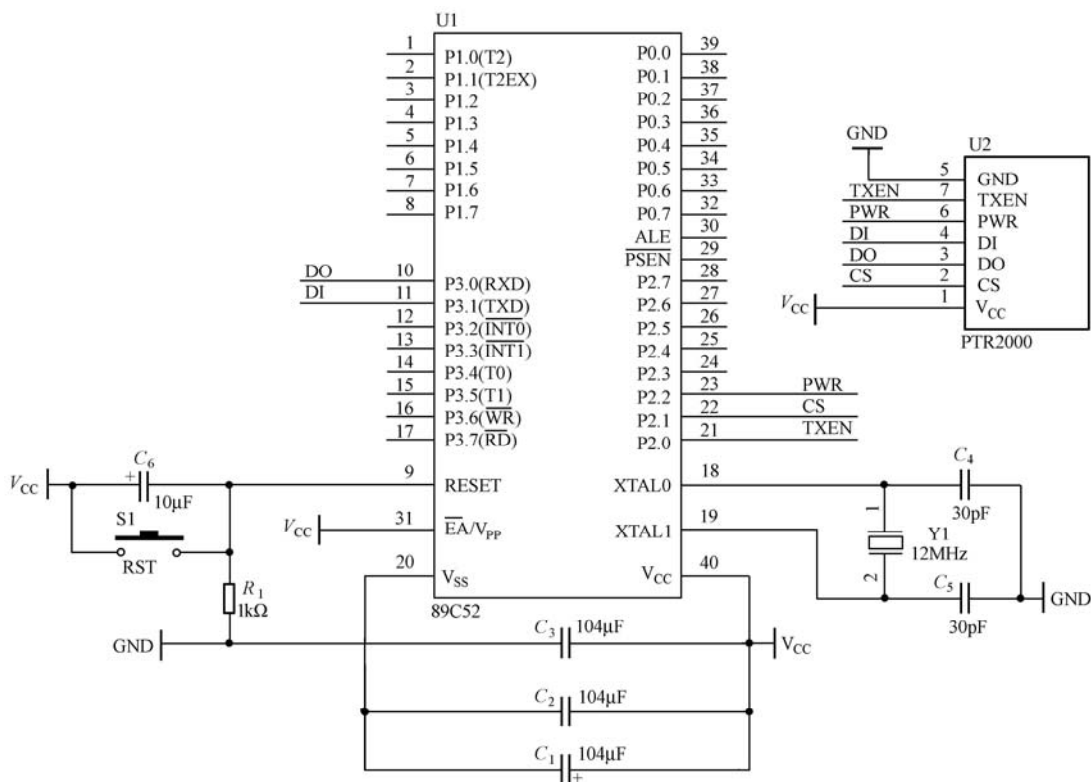 U1
1
P1.0(T2)
2
P1.1(T2EX)
3
P1.2
4
P1.3
5
P1.4
6
P1.5
7
P1.6
8
P1.7
DO
10
P3.0(RXD)
DI
11
P3.1(TXD)
12
P3.2(INT0)
13
P3.3(INT1)
14
P3.4(T0)
15
P3.5(T1)
16
P3.6(WR)
17
P3.7(RD)
9
RESET
31
EA/VPP
20
VSS
89C52
39
P0.0
38
P0.1
37
P0.2
36
P0.3
35
P0.4
34
P0.5
33
P0.6
32
P0.7
30
ALE
29
PSEN
28
P2.7
27
P2.6
26
P2.5
25
P2.4
24
P2.3
23
P2.2
PWR
22
P2.1
CS
21
P2.0
TXEN
18
XTAL0
19
XTAL1
40
VCC
GND
U2
5
GND
TXEN
7
TXEN
PWR
6
PWR
DI
4
DI
DO
3
DO
CS
2
CS
VCC
1
VCC
PTR2000
VCC
C6
+
10μF
S1
RST
VCC
R1
1kΩ
GND
C3
104μF
VCC
C2
104μF
C1
104μF
+
C4
30pF
1
Y1
12MHz
2
C5
30pF
GND